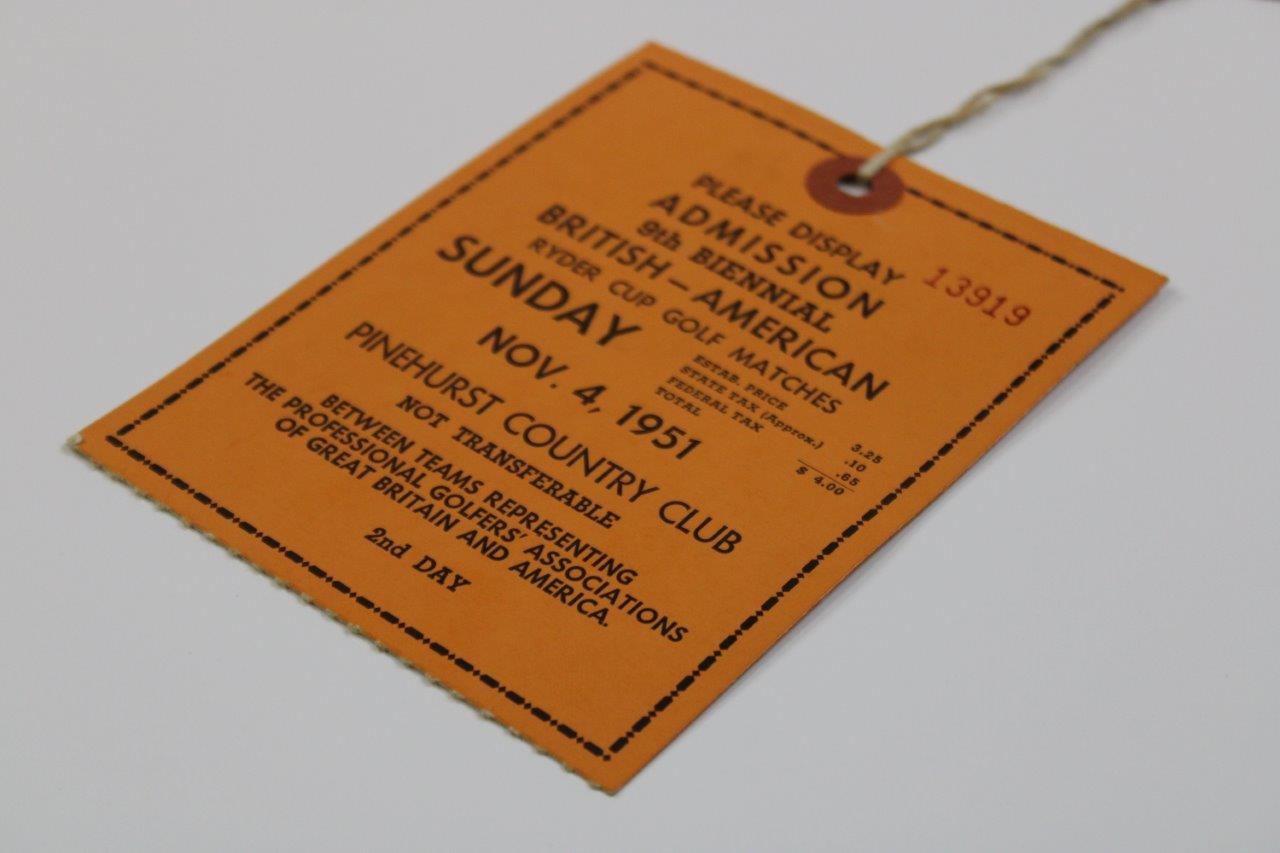 PLEASE DISPLAY
ADMISSION
13919
9th BIENNIAL
BRITISH - AMERICAN
RYDER CUP GOLF MATCHES
SUNDAY
ESTAB. PRICE 3.25
STATE TAX (Approx.) .10
FEDERAL TAX .65
TOTAL $ 4.00
NOV. 4, 1951
PINEHURST COUNTRY CLUB
NOT TRANSFERABLE
BETWEEN TEAMS REPRESENTING
THE PROFESSIONAL GOLFERS' ASSOCIATIONS
OF GREAT BRITAIN AND AMERICA.
2nd DAY